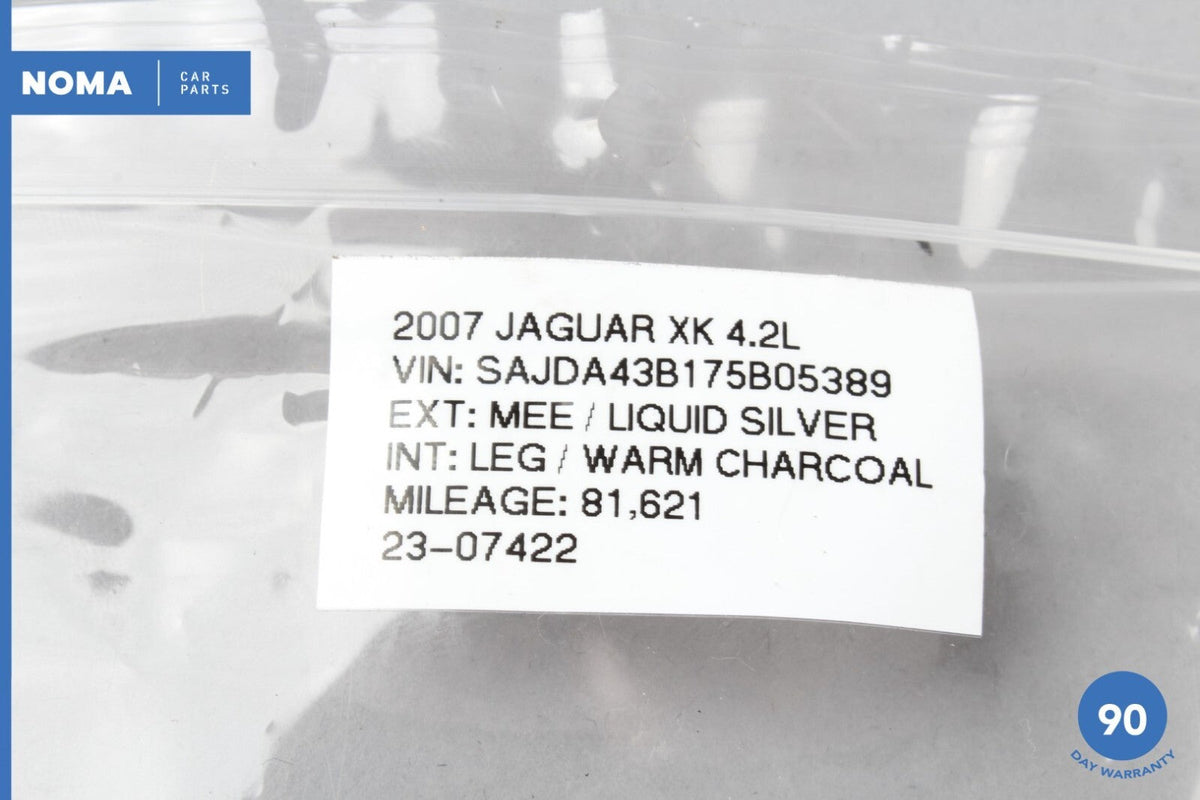 NOMA
CAR
PARTS
2007 JAGUAR XK 4.2L
VIN: SAJDA43B175B05389
EXT: MEE / LIQUID SILVER
INT: LEG / WARM CHARCOAL
MILEAGE: 81,621
23-07422
90
DAY WARRANTY